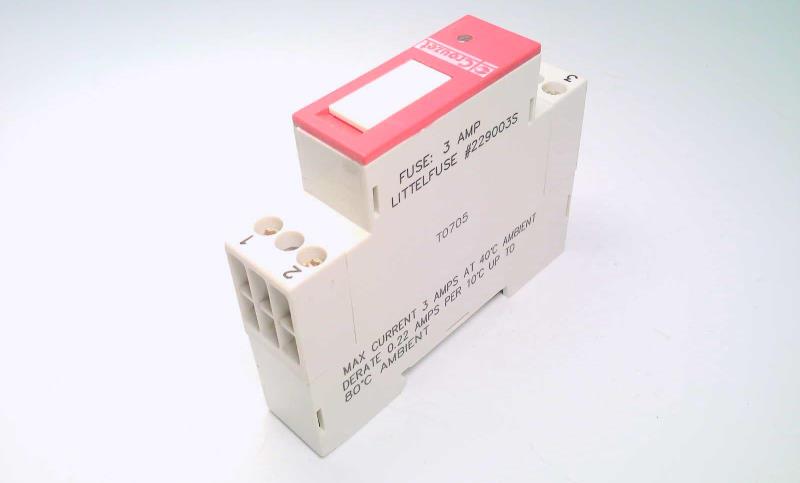 Crouzet
3
FUSE: 3 AMP
LITTELFUSE #229003S
T0705
1
2
MAX CURRENT 3 AMPS AT 40°C AMBIENT
DERATE 0.22 AMPS PER 10°C UP TO
80°C AMBIENT